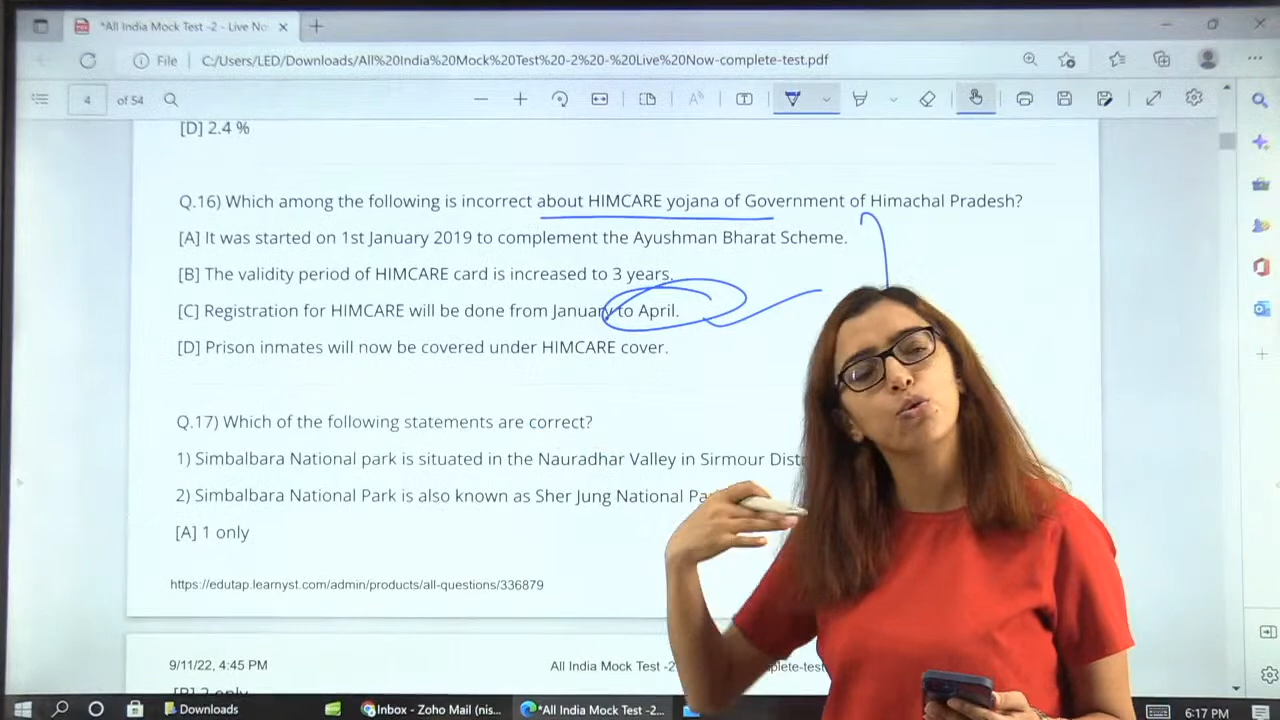 *All India Mock Test -2 - Live No
File C:/Users/LED/Downloads/All%20India%20Mock%20Test%20-2%20-%20Live%20Now-complete-test.pdf
4 of 54
[D] 2.4 %
Q.16) Which among the following is incorrect about HIMCARE yojana of Government of Himachal Pradesh?
[A] It was started on 1st January 2019 to complement the Ayushman Bharat Scheme.
[B] The validity period of HIMCARE card is increased to 3 years.
[C] Registration for HIMCARE will be done from January to April.
[D] Prison inmates will now be covered under HIMCARE cover.
Q.17) Which of the following statements are correct?
1) Simbalbara National park is situated in the Nauradhar Valley in Sirmour Distr
2) Simbalbara National Park is also known as Sher Jung National Pa
[A] 1 only
https://edutap.learnyst.com/admin/products/all-questions/336879
9/11/22, 4:45 PM All India Mock Test -2 plete-test
[B] 2 only
Downloads Inbox - Zoho Mail (nis... *All India Mock Test -2... 6:17 PM